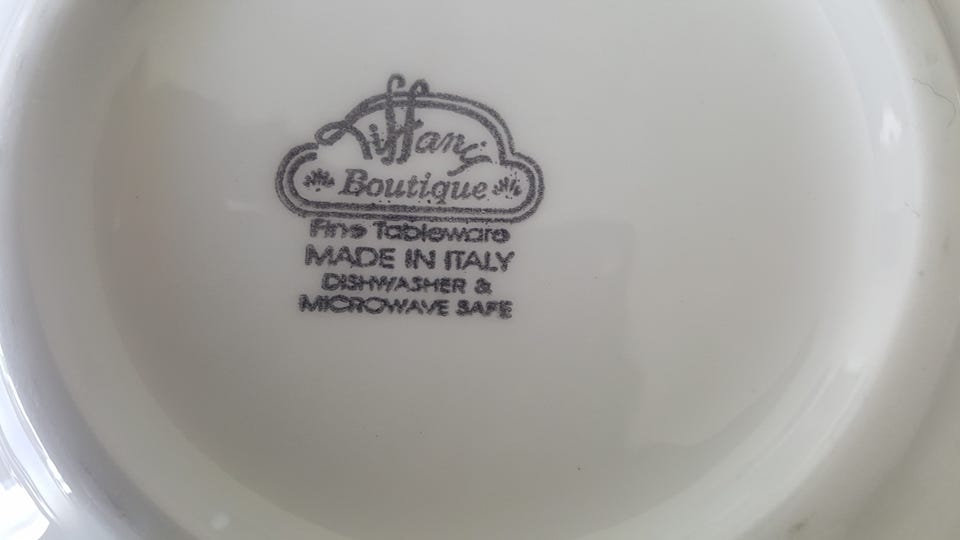 Tiffany
Boutique
Fine Tableware
MADE IN ITALY
DISHWASHER &
MICROWAVE SAFE